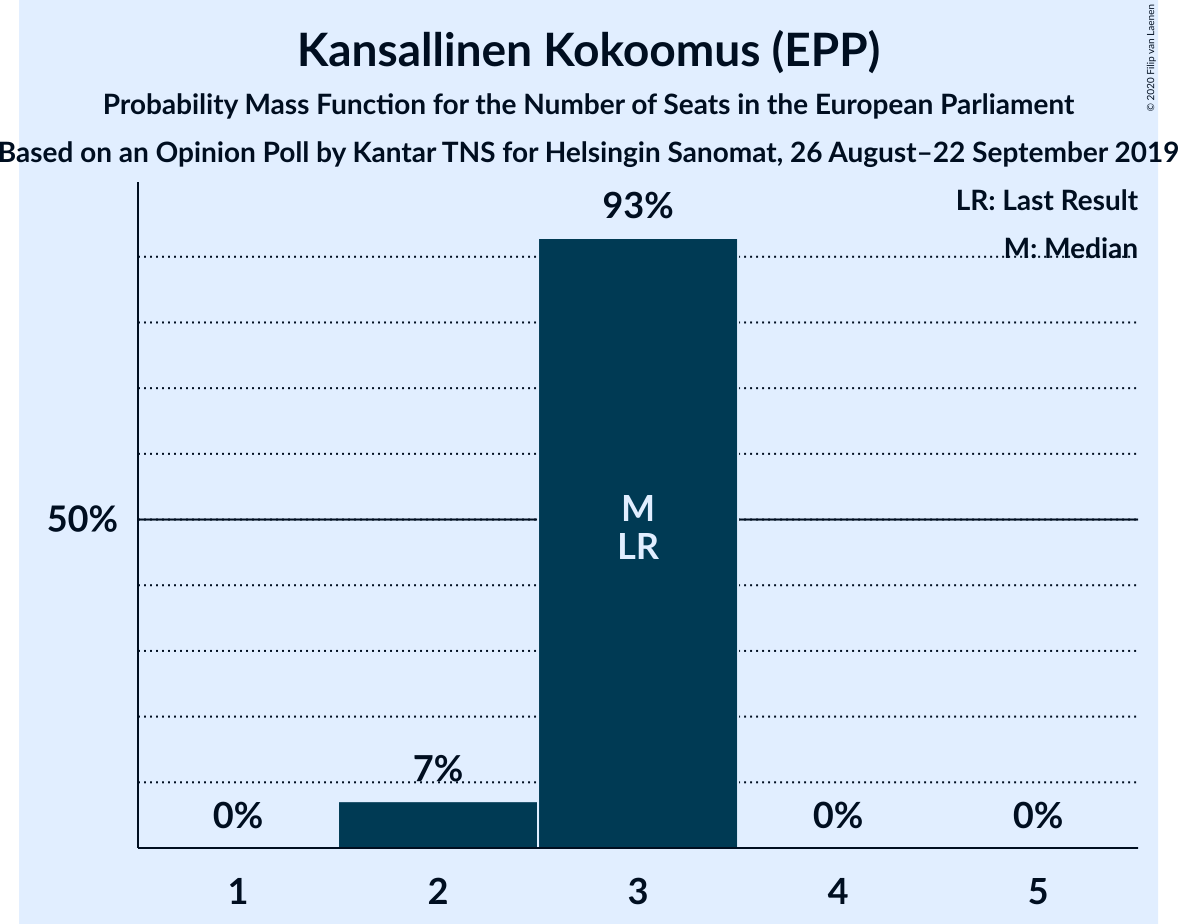 Kansallinen Kokoomus (EPP)
Probability Mass Function for the Number of Seats in the European Parliament
Based on an Opinion Poll by Kantar TNS for Helsingin Sanomat, 26 August–22 September 2019
© 2020 Filip van Laenen
LR: Last Result
M: Median
93%
50%
M
LR
7%
0%
0%
0%
1
2
3
4
5